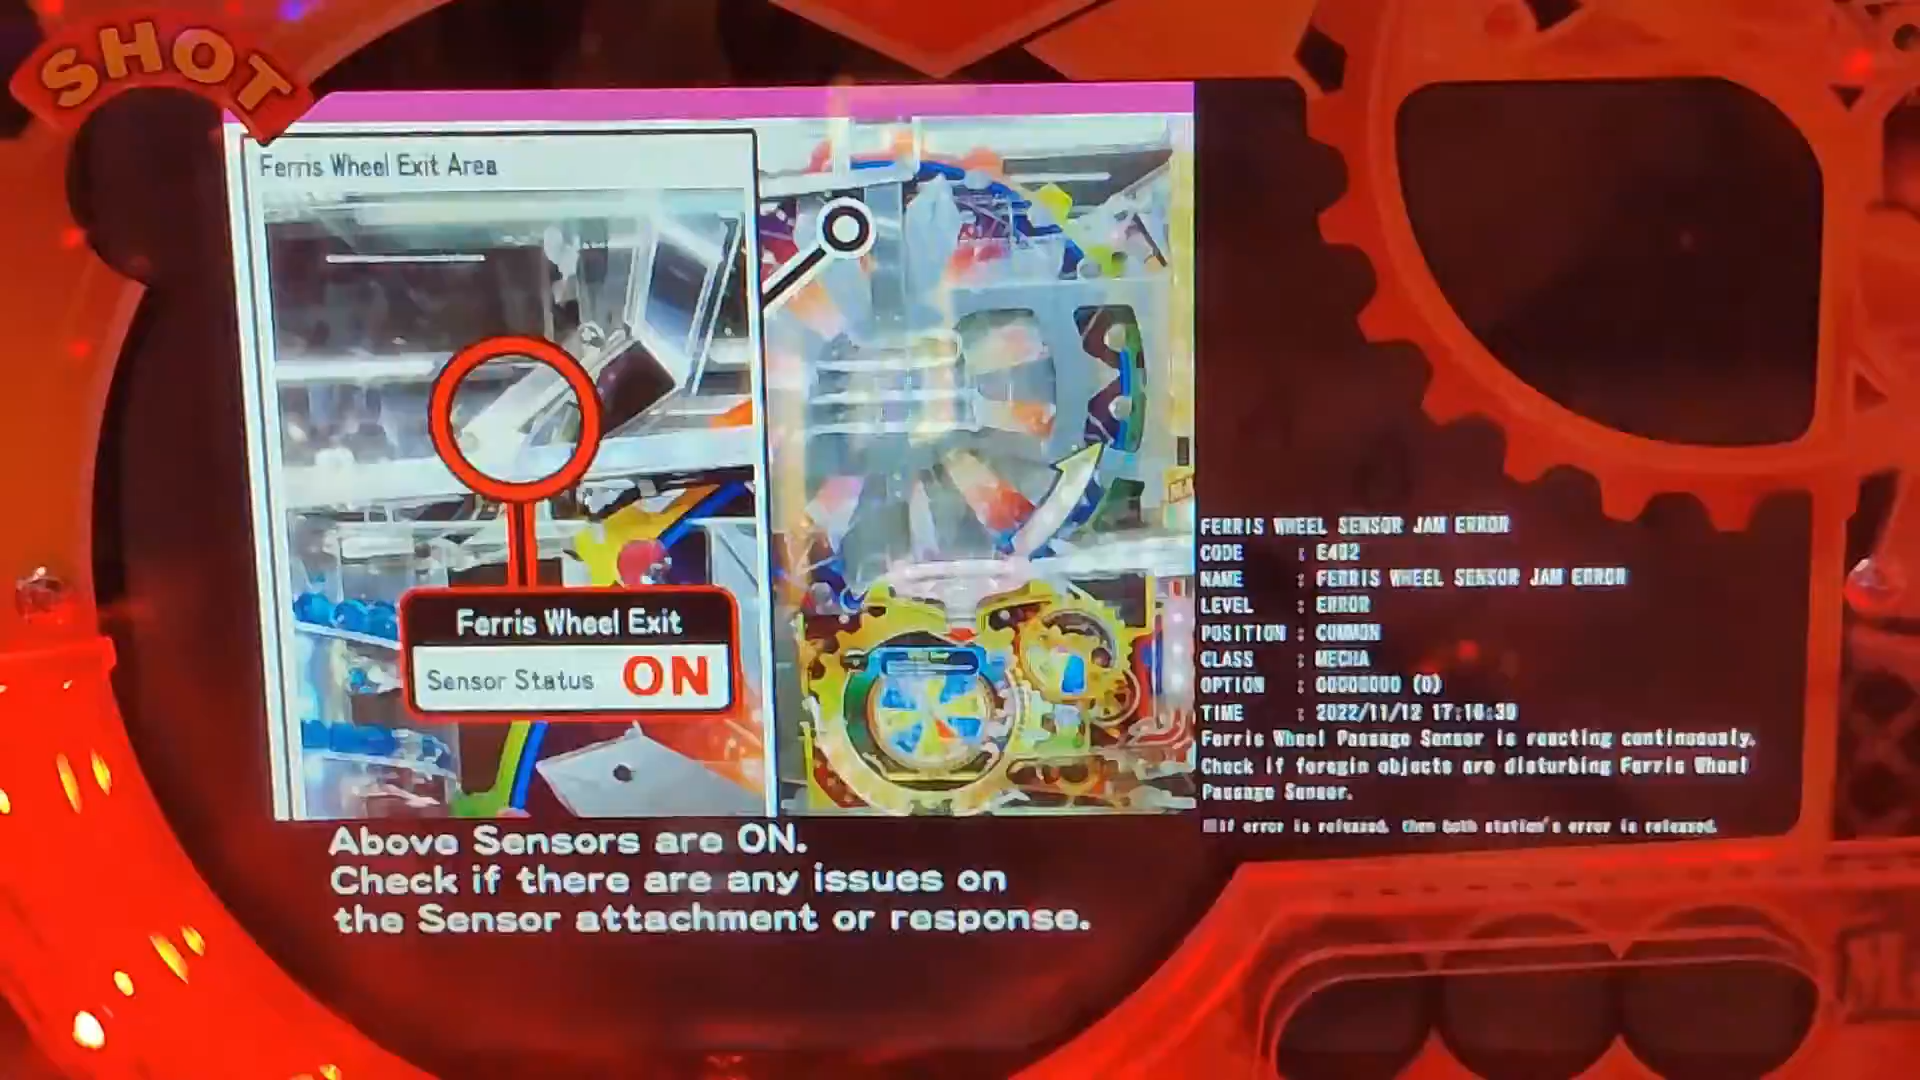 SHOT
Ferris Wheel Exit Area
Ferris Wheel Exit
Sensor Status ON
Above Sensors are ON.
Check if there are any issues on
the Sensor attachment or response.
FERRIS WHEEL SENSOR JAM ERROR
CODE : E402
NAME : FERRIS WHEEL SENSOR JAM ERROR
LEVEL : ERROR
POSITION : COMMON
CLASS : MECHA
OPTION : 00000000 (0)
TIME : 2022/11/12 17:16:39
Ferris Wheel Passage Sensor is reacting continuously.
Check if foregin objects are disturbing Ferris Wheel
Passage Sensor.
If error is released, then both station's error is released.